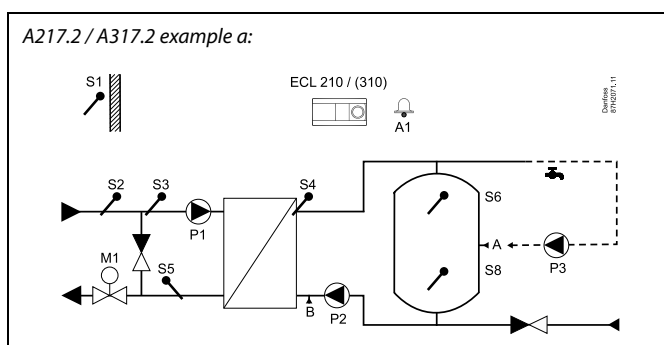 A217.2 / A317.2 example a:
S1
ECL 210 / (310)
A1
Danfoss
87H2071.11
S2
S3
S4
S6
P1
A
P3
M1
S5
S8
B
P2